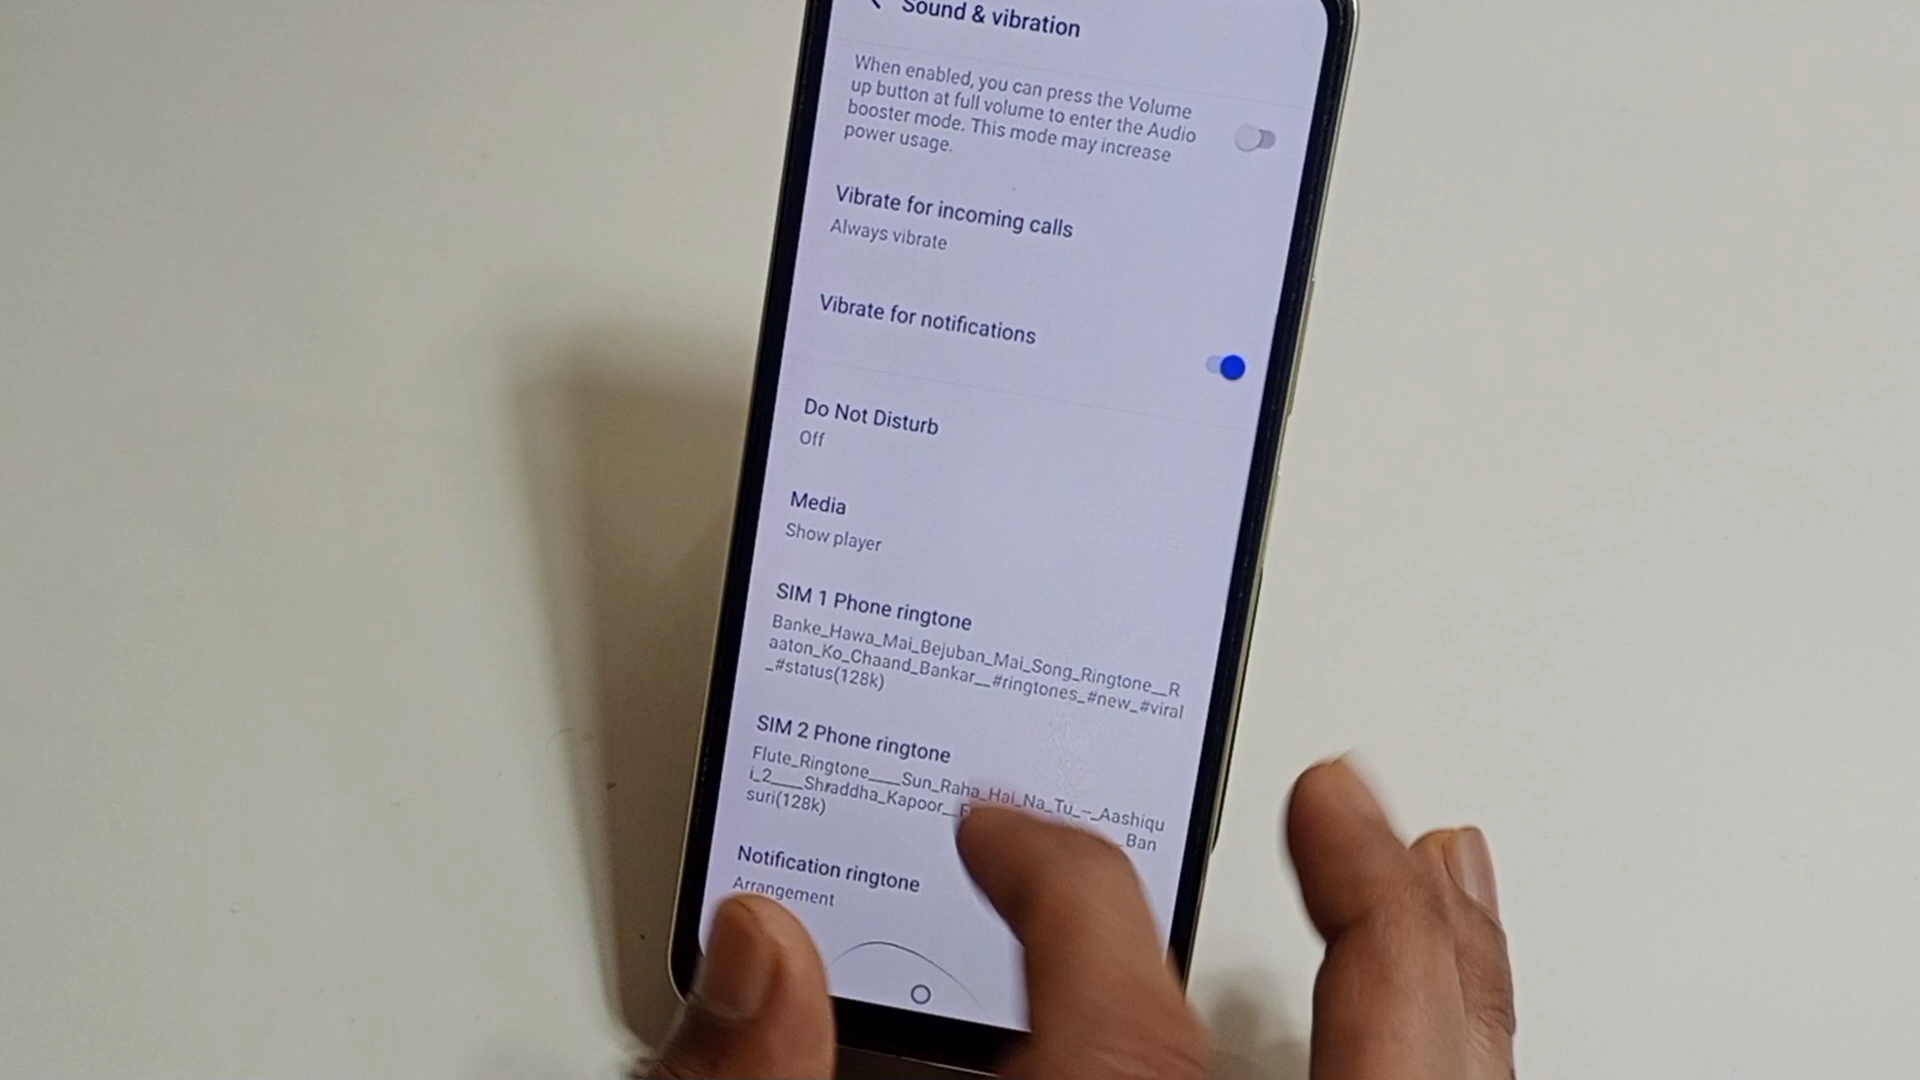 Sound & vibration
When enabled, you can press the Volume
up button at full volume to enter the Audio
booster mode. This mode may increase
power usage.
Vibrate for incoming calls
Always vibrate
Vibrate for notifications
Do Not Disturb
Off
Media
Show player
SIM 1 Phone ringtone
Banke_Hawa_Mai_Bejuban_Mai_Song_Ringtone__R
aaton_Ko_Chaand_Bankar__#ringtones_#new_#viral
_#status(128k)
SIM 2 Phone ringtone
Flute_Ringtone____Sun_Raha_Hai_Na_Tu_–_Aashiqu
i_2____Shraddha_Kapoor__ _Ban
suri(128k)
Notification ringtone
Arrangement